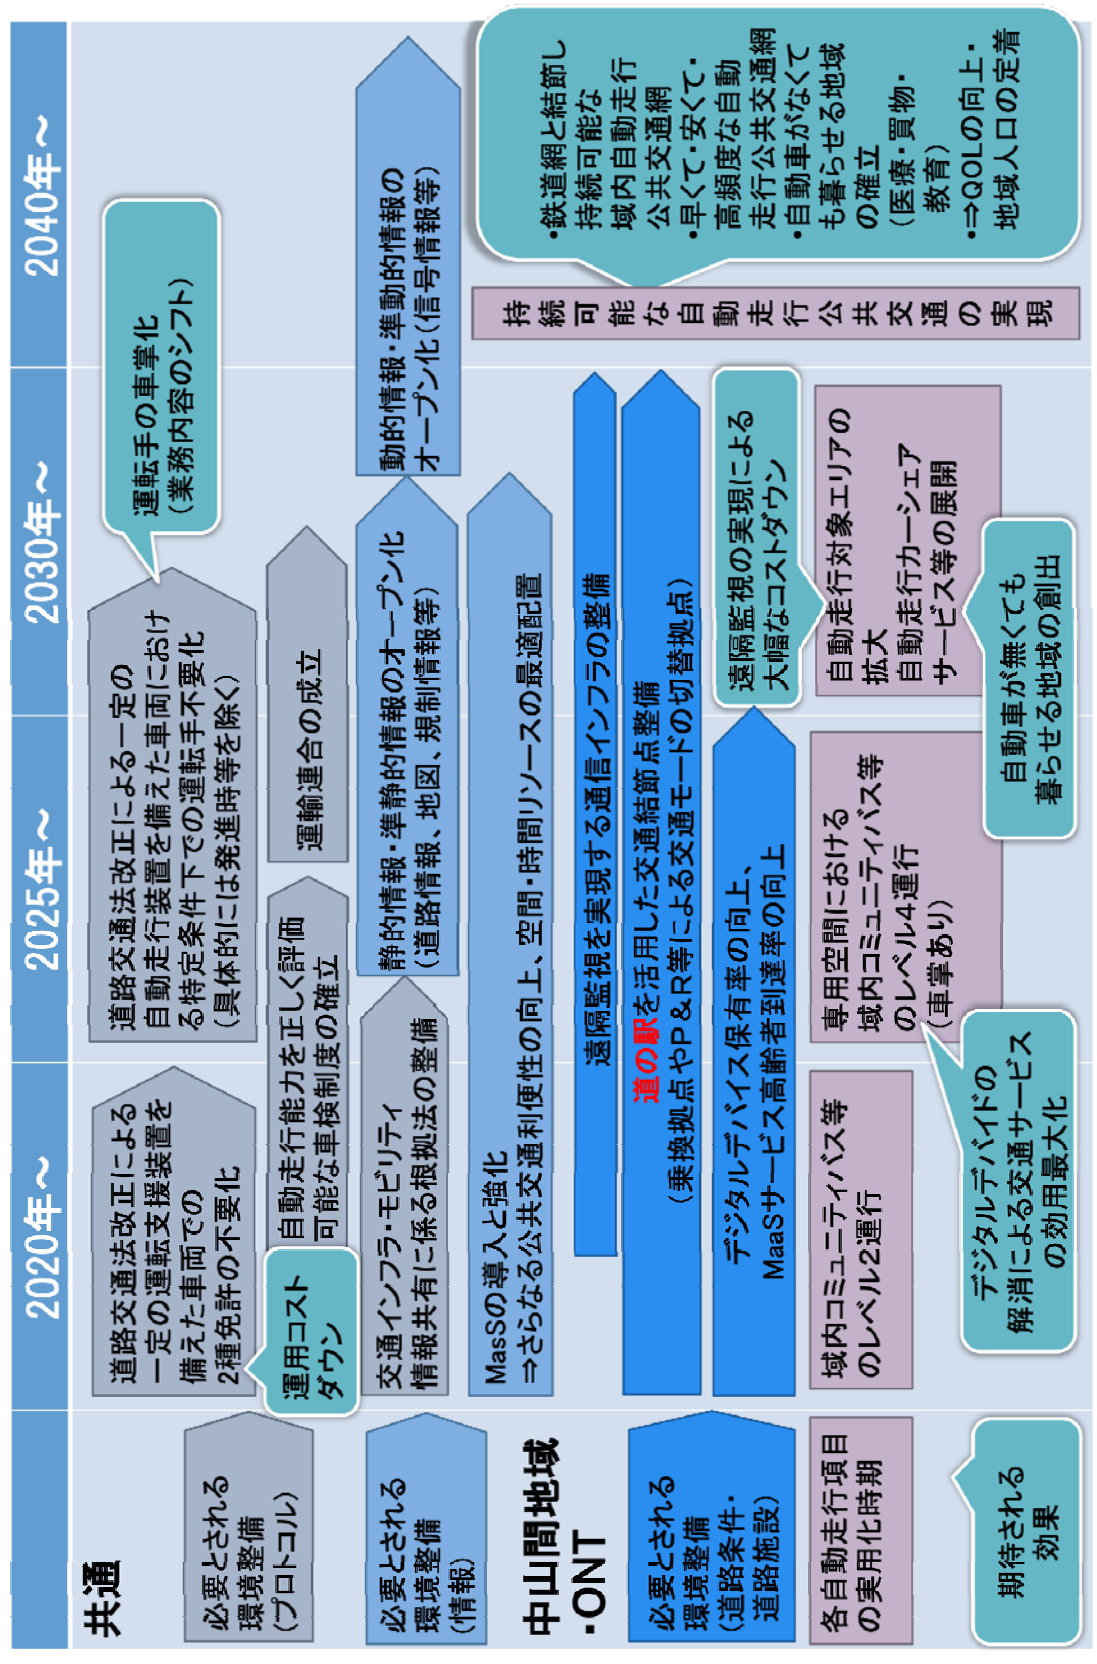 2020年～
2025年～
2030年～
2040年～
共通
必要とされる
環境整備
（プロトコル）
道路交通法改正による
一定の運転支援装置を
備えた車両での
2種免許の不要化
道路交通法改正による一定の
自動走行装置を備えた車両におけ
る特定条件下での運転手不要化
（具体的には発進時等を除く）
運転手の車掌化
（業務内容のシフト）
運用コスト
ダウン
自動走行能力を正しく評価
可能な車検制度の確立
運輸連合の成立
必要とされる
環境整備
（情報）
交通インフラ・モビリティ
情報共有に係る根拠法の整備
静的情報・準静的情報のオープン化
（道路情報、地図、規制情報等）
動的情報・準動的情報の
オープン化（信号情報等）
MasSの導入と強化
⇒さらなる公共交通利便性の向上、空間・時間リソースの最適配置
中山間地域
・ONT
必要とされる
環境整備
（道路条件・
道路施設）
遠隔監視を実現する通信インフラの整備
道の駅を活用した交通結節点整備
（乗換拠点やP＆R等による交通モードの切替拠点）
デジタルデバイス保有率の向上、
MaaSサービス高齢者到達率の向上
遠隔監視の実現による
大幅なコストダウン
持続可能な自動走行公共交通の実現
・鉄道網と結節し
持続可能な
域内自動走行
公共交通網
・早くて・安くて・
高頻度な自動
走行公共交通網
・自動車がなくて
も暮らせる地域
の確立
（医療・買物・
教育）
・⇒QOLの向上・
地域人口の定着
各自動走行項目
の実用化時期
域内コミュニティバス等
のレベル2運行
専用空間における
域内コミュニティバス等
のレベル4運行
（車掌あり）
自動走行対象エリアの
拡大
自動走行カーシェア
サービス等の展開
期待される
効果
デジタルデバイドの
解消による交通サービス
の効用最大化
自動車が無くても
暮らせる地域の創出